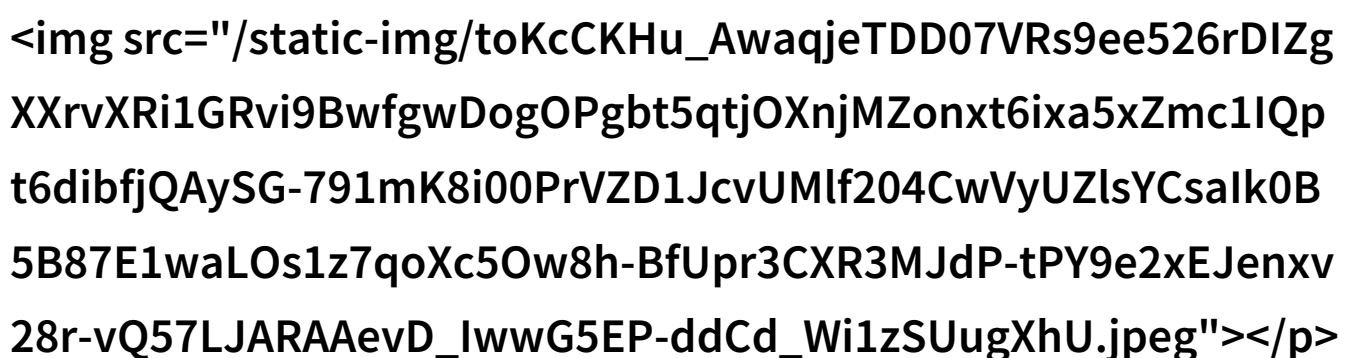 <img src="/static-img/toKcCKHu_AwaqjeTDD07VRs9ee526rDIZg
XXrvXRi1GRvi9BwfgwDogOPgbt5qtjOXnjMZonxt6ixa5xZmc1IQp
t6dibfjQAySG-791mK8i00PrVZD1JcvUMlf204CwVyUZlsYCsaIk0B
5B87E1waLOs1z7qoXc5Ow8h-BfUpr3CXR3MJdP-tPY9e2xEJenxv
28r-vQ57LJARAAevD_IwwG5EP-ddCd_Wi1zSUugXhU.jpeg"></p>